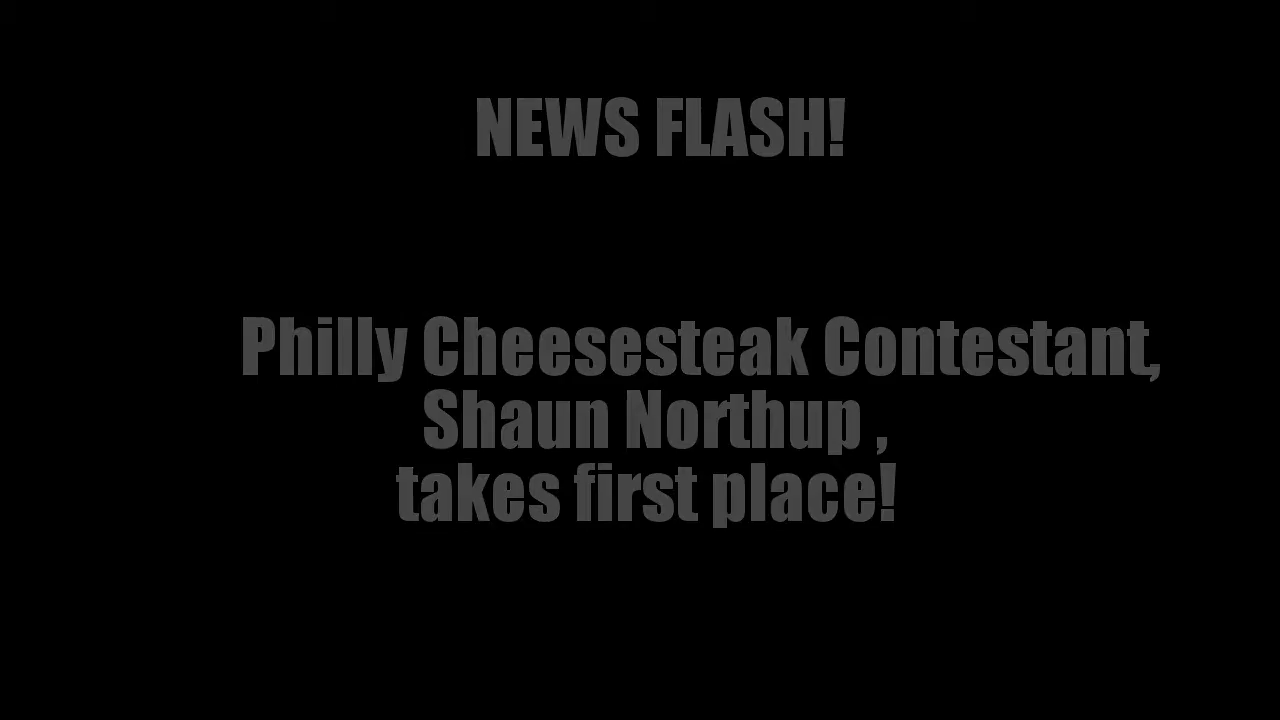 NEWS FLASH!
Philly Cheesesteak Contestant,
Shaun Northup ,
takes first place!